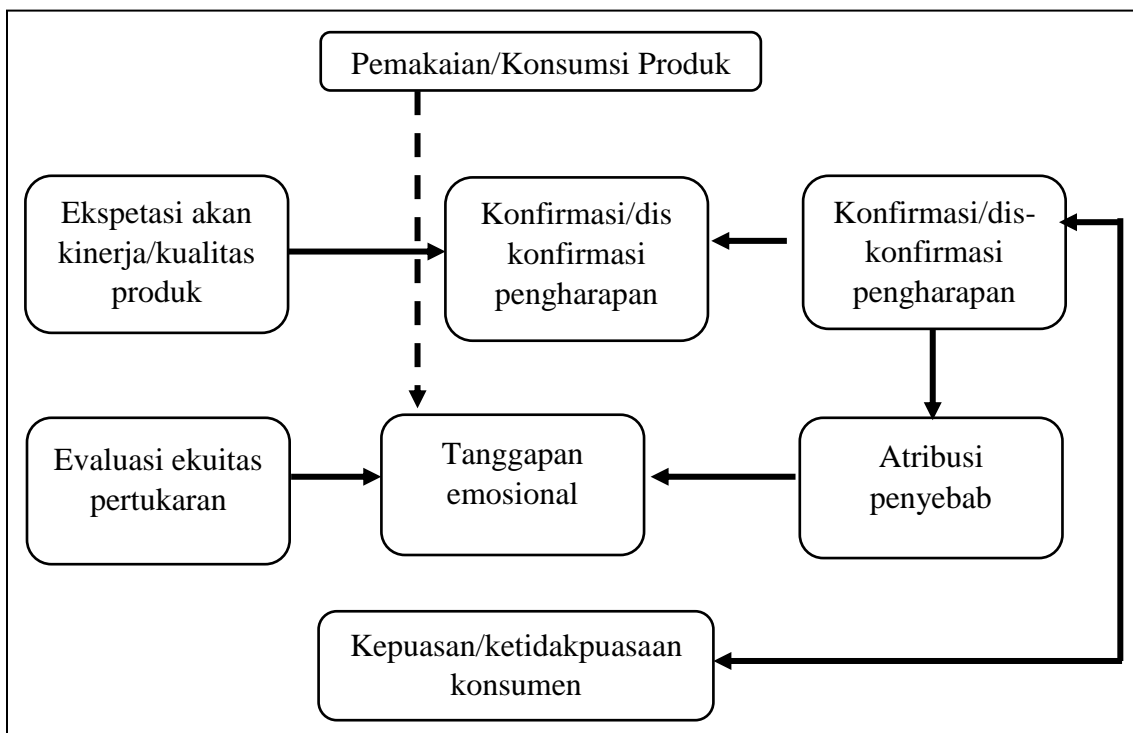 Pemakaian/Konsumsi Produk
Ekspetasi akan
kinerja/kualitas
produk
Konfirmasi/dis
konfirmasi
pengharapan
Konfirmasi/dis-
konfirmasi
pengharapan
Evaluasi ekuitas
pertukaran
Tanggapan
emosional
Atribusi
penyebab
Kepuasan/ketidakpuasaan
konsumen